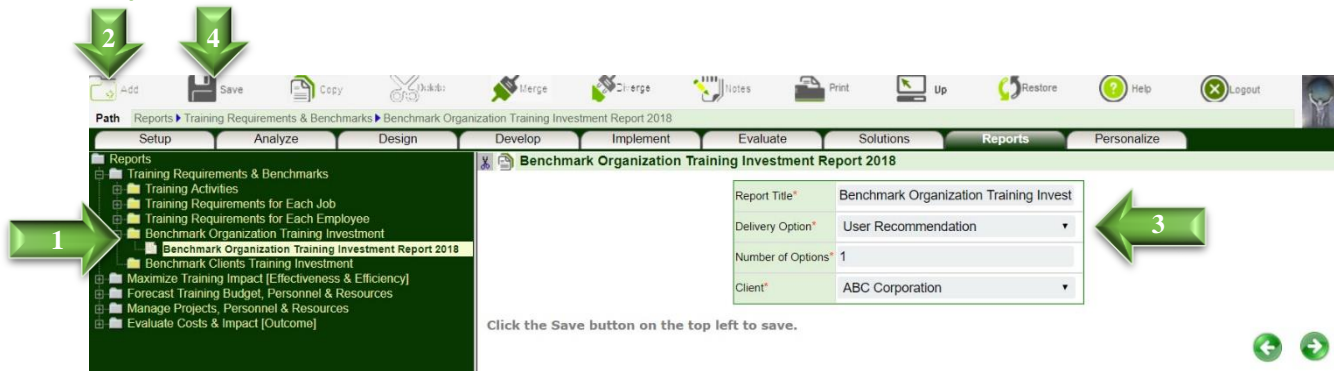 2 4
Add Save Copy Delete Merge Diverge Notes Print Up Restore Help Logout
Path Reports Training Requirements & Benchmarks Benchmark Organization Training Investment Report 2018
Setup Analyze Design Develop Implement Evaluate Solutions Reports Personalize
Reports
Training Requirements & Benchmarks
Training Activities
Training Requirements for Each Job
Training Requirements for Each Employee
1 Benchmark Organization Training Investment
Benchmark Organization Training Investment Report 2018
Benchmark Clients Training Investment
Maximize Training Impact [Effectiveness & Efficiency]
Forecast Training Budget, Personnel & Resources
Manage Projects, Personnel & Resources
Evaluate Costs & Impact [Outcome]
Benchmark Organization Training Investment Report 2018
Report Title* Benchmark Organization Training Invest
Delivery Option* User Recommendation
3
Number of Options* 1
Client* ABC Corporation
Click the Save button on the top left to save.